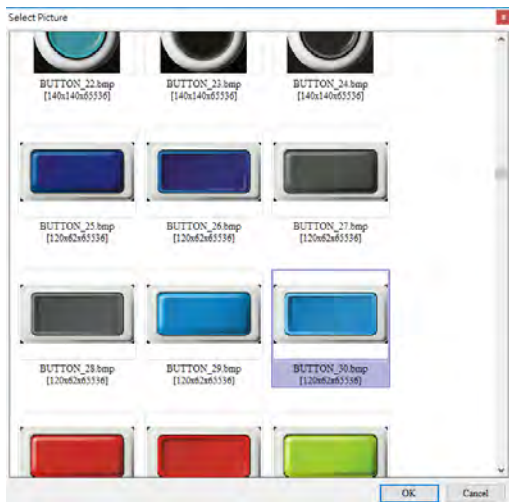 Select Picture
x
BUTTON_22.bmp
[140x140x65536]
BUTTON_23.bmp
[140x140x65536]
BUTTON_24.bmp
[140x140x65536]
BUTTON_25.bmp
[120x62x65536]
BUTTON_26.bmp
[120x62x65536]
BUTTON_27.bmp
[120x62x65536]
BUTTON_28.bmp
[120x62x65536]
BUTTON_29.bmp
[120x62x65536]
BUTTON_30.bmp
[120x62x65536]
OK
Cancel